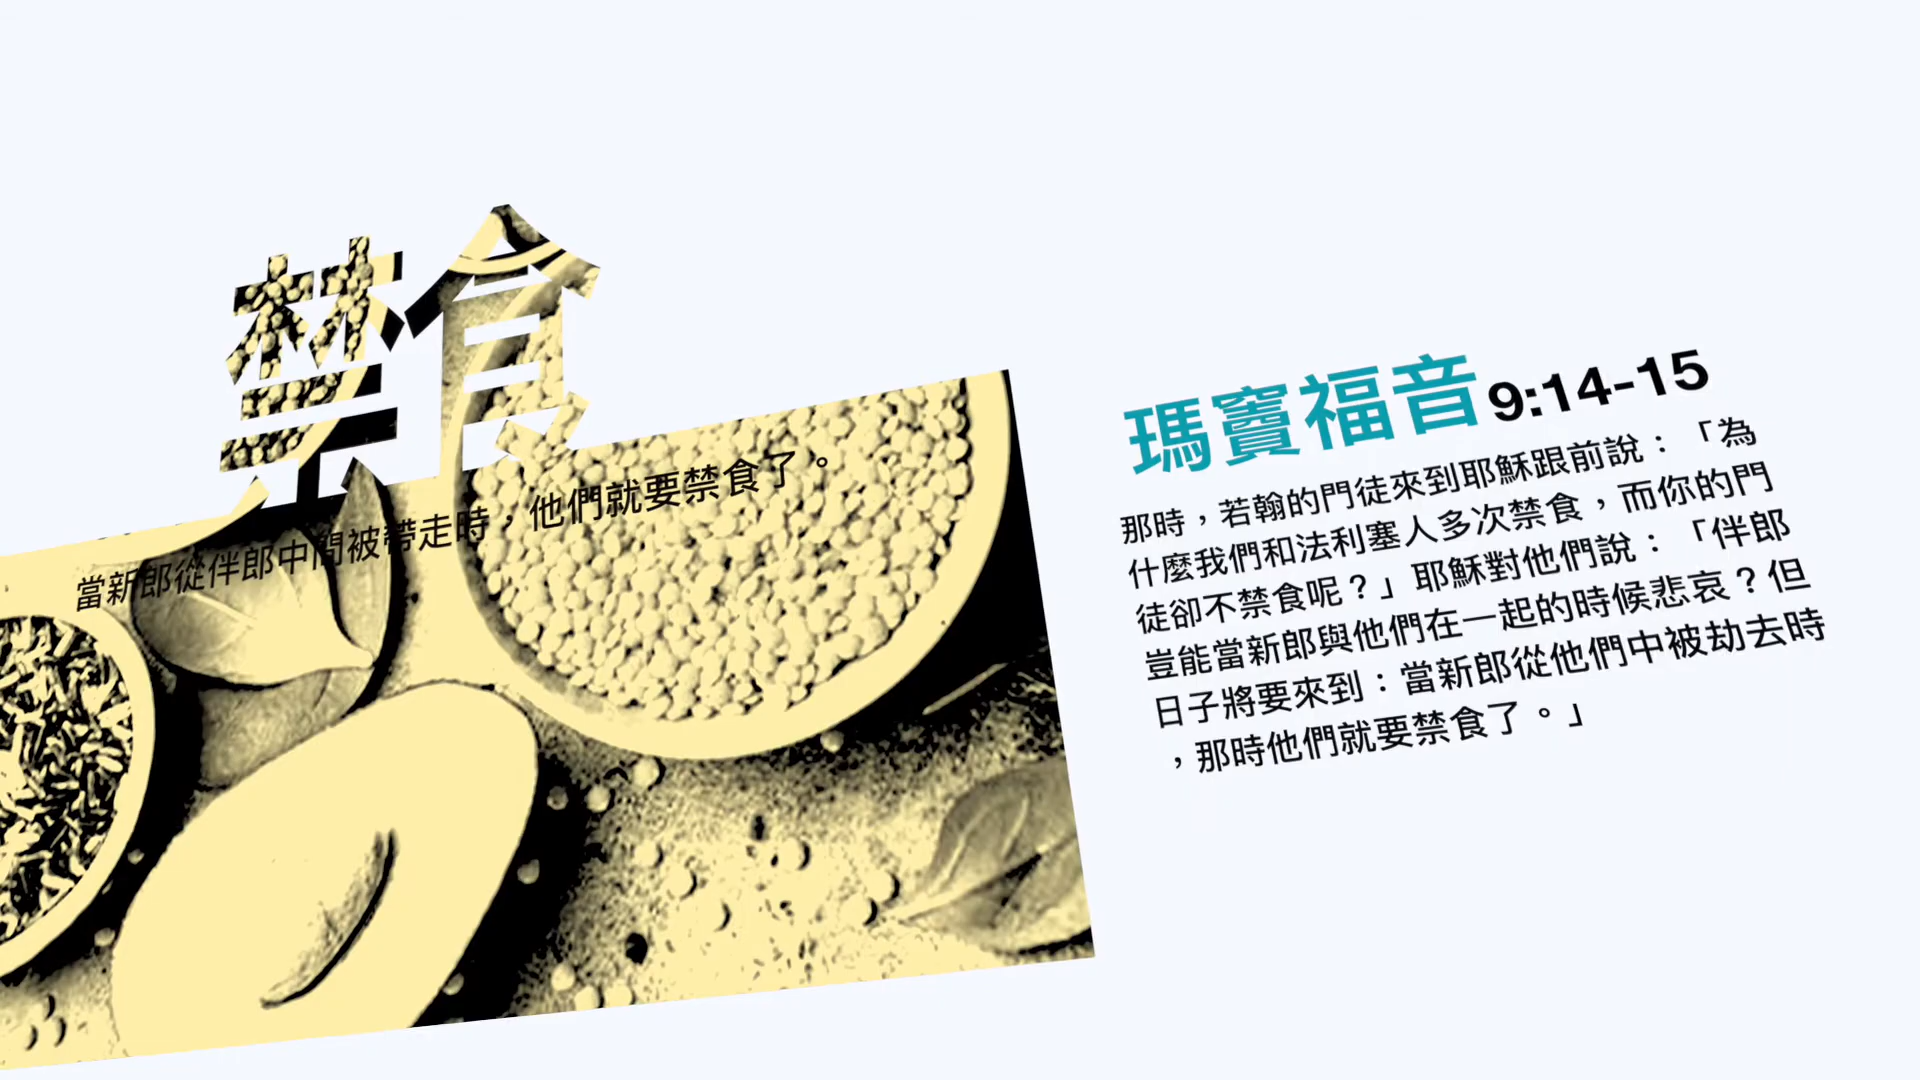 禁食
當新郎從伴郎中間被帶走時，他們就要禁食了。
瑪竇福音9:14-15
那時，若翰的門徒來到耶穌跟前說：「為
什麼我們和法利塞人多次禁食，而你的門
徒卻不禁食呢？」耶穌對他們說：「伴郎
豈能當新郎與他們在一起的時候悲哀？但
日子將要來到：當新郎從他們中被劫去時
，那時他們就要禁食了。」